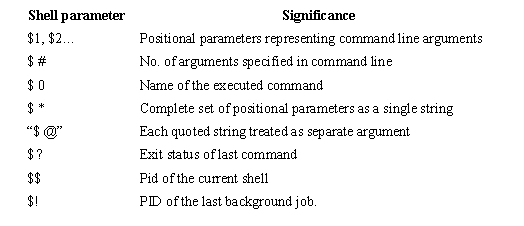 Shell parameter Significance
$1, $2... Positional parameters representing command line arguments
$ # No. of arguments specified in command line
$ 0 Name of the executed command
$ * Complete set of positional parameters as a single string
“$ @” Each quoted string treated as separate argument
$ ? Exit status of last command
$$ Pid of the current shell
$! PID of the last background job.